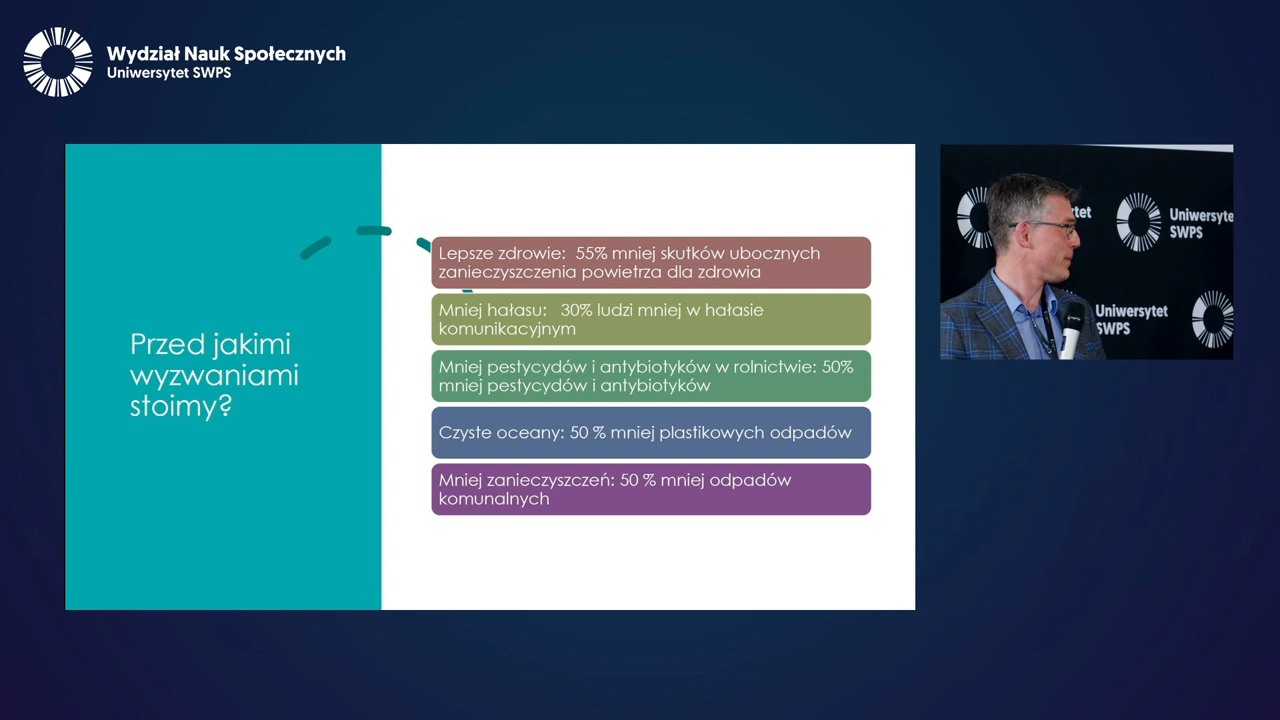 Wydział Nauk Społecznych
Uniwersytet SWPS
Przed jakimi
wyzwaniami
stoimy?
Lepsze zdrowie: 55% mniej skutków ubocznych
zanieczyszczenia powietrza dla zdrowia
Mniej hałasu: 30% ludzi mniej w hałasie
komunikacyjnym
Mniej pestycydów i antybiotyków w rolnictwie: 50%
mniej pestycydów i antybiotyków
Czyste oceany: 50 % mniej plastikowych odpadów
Mniej zanieczyszczeń: 50 % mniej odpadów
komunalnych
tet
Uniwersyte
SWPS
Uniwersytet
SWPS